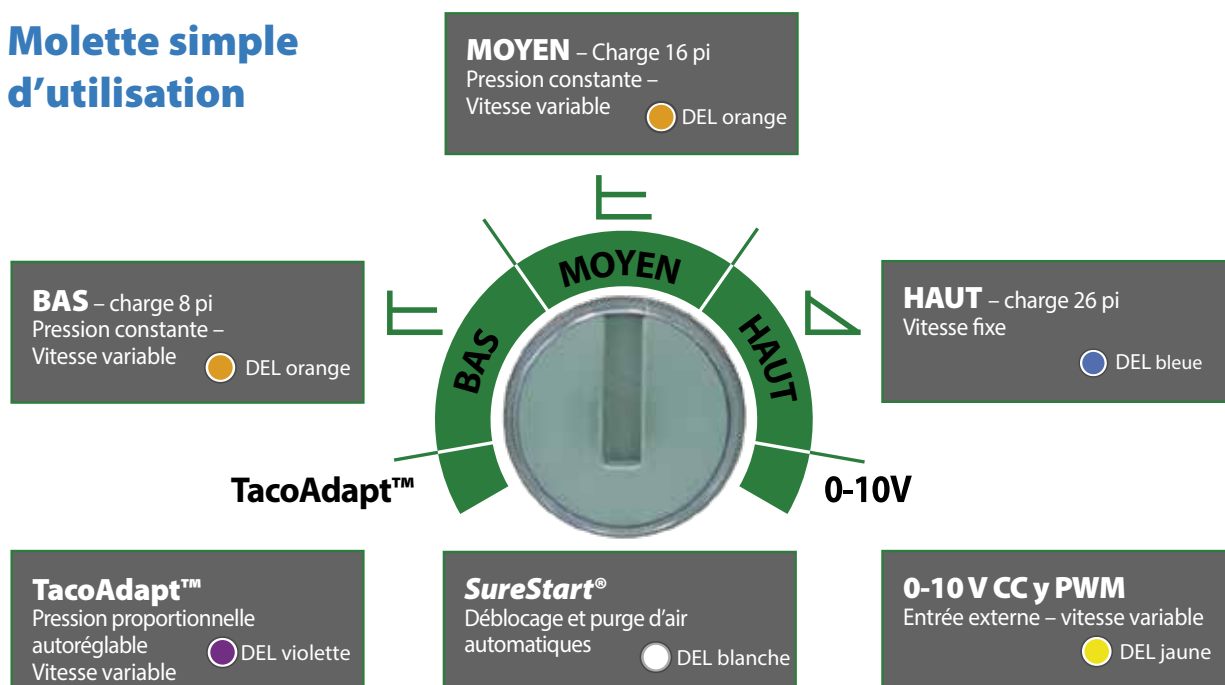 Molette simple
d’utilisation
MOYEN – Charge 16 pi
Pression constante –
Vitesse variable
DEL orange
BAS – charge 8 pi
Pression constante –
Vitesse variable
DEL orange
MOYEN
BAS
HAUT
HAUT – charge 26 pi
Vitesse fixe
DEL bleue
TacoAdapt™
0-10V
TacoAdapt™
Pression proportionnelle
autoréglable
Vitesse variable
DEL violette
SureStart®
Déblocage et purge d’air
automatiques
DEL blanche
0-10 V CC y PWM
Entrée externe – vitesse variable
DEL jaune